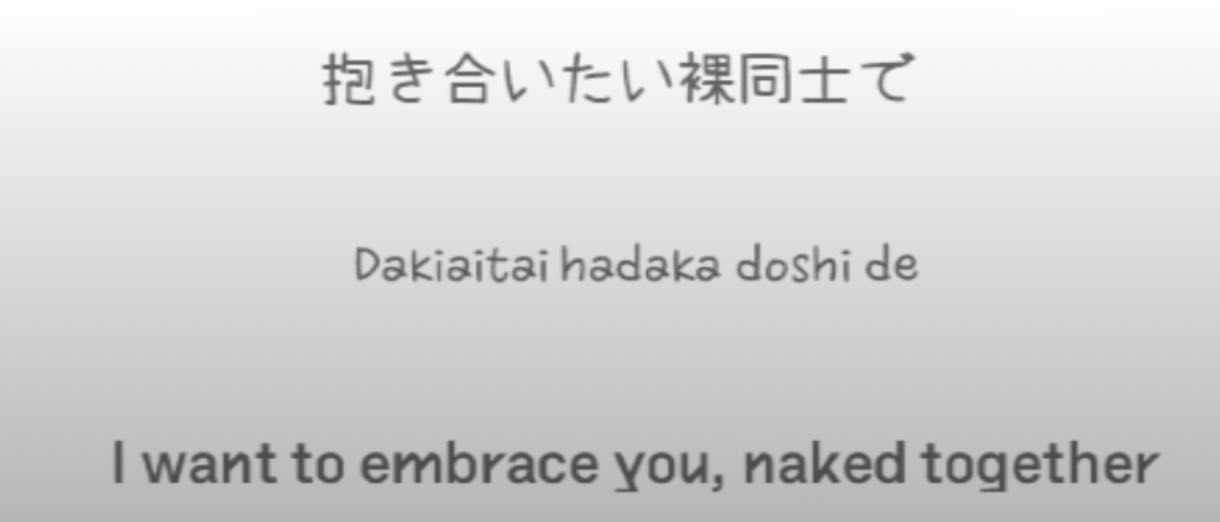 抱き合いたい裸同士で
Dakiaitai hadaka doshi de
I want to embrace you, naked together